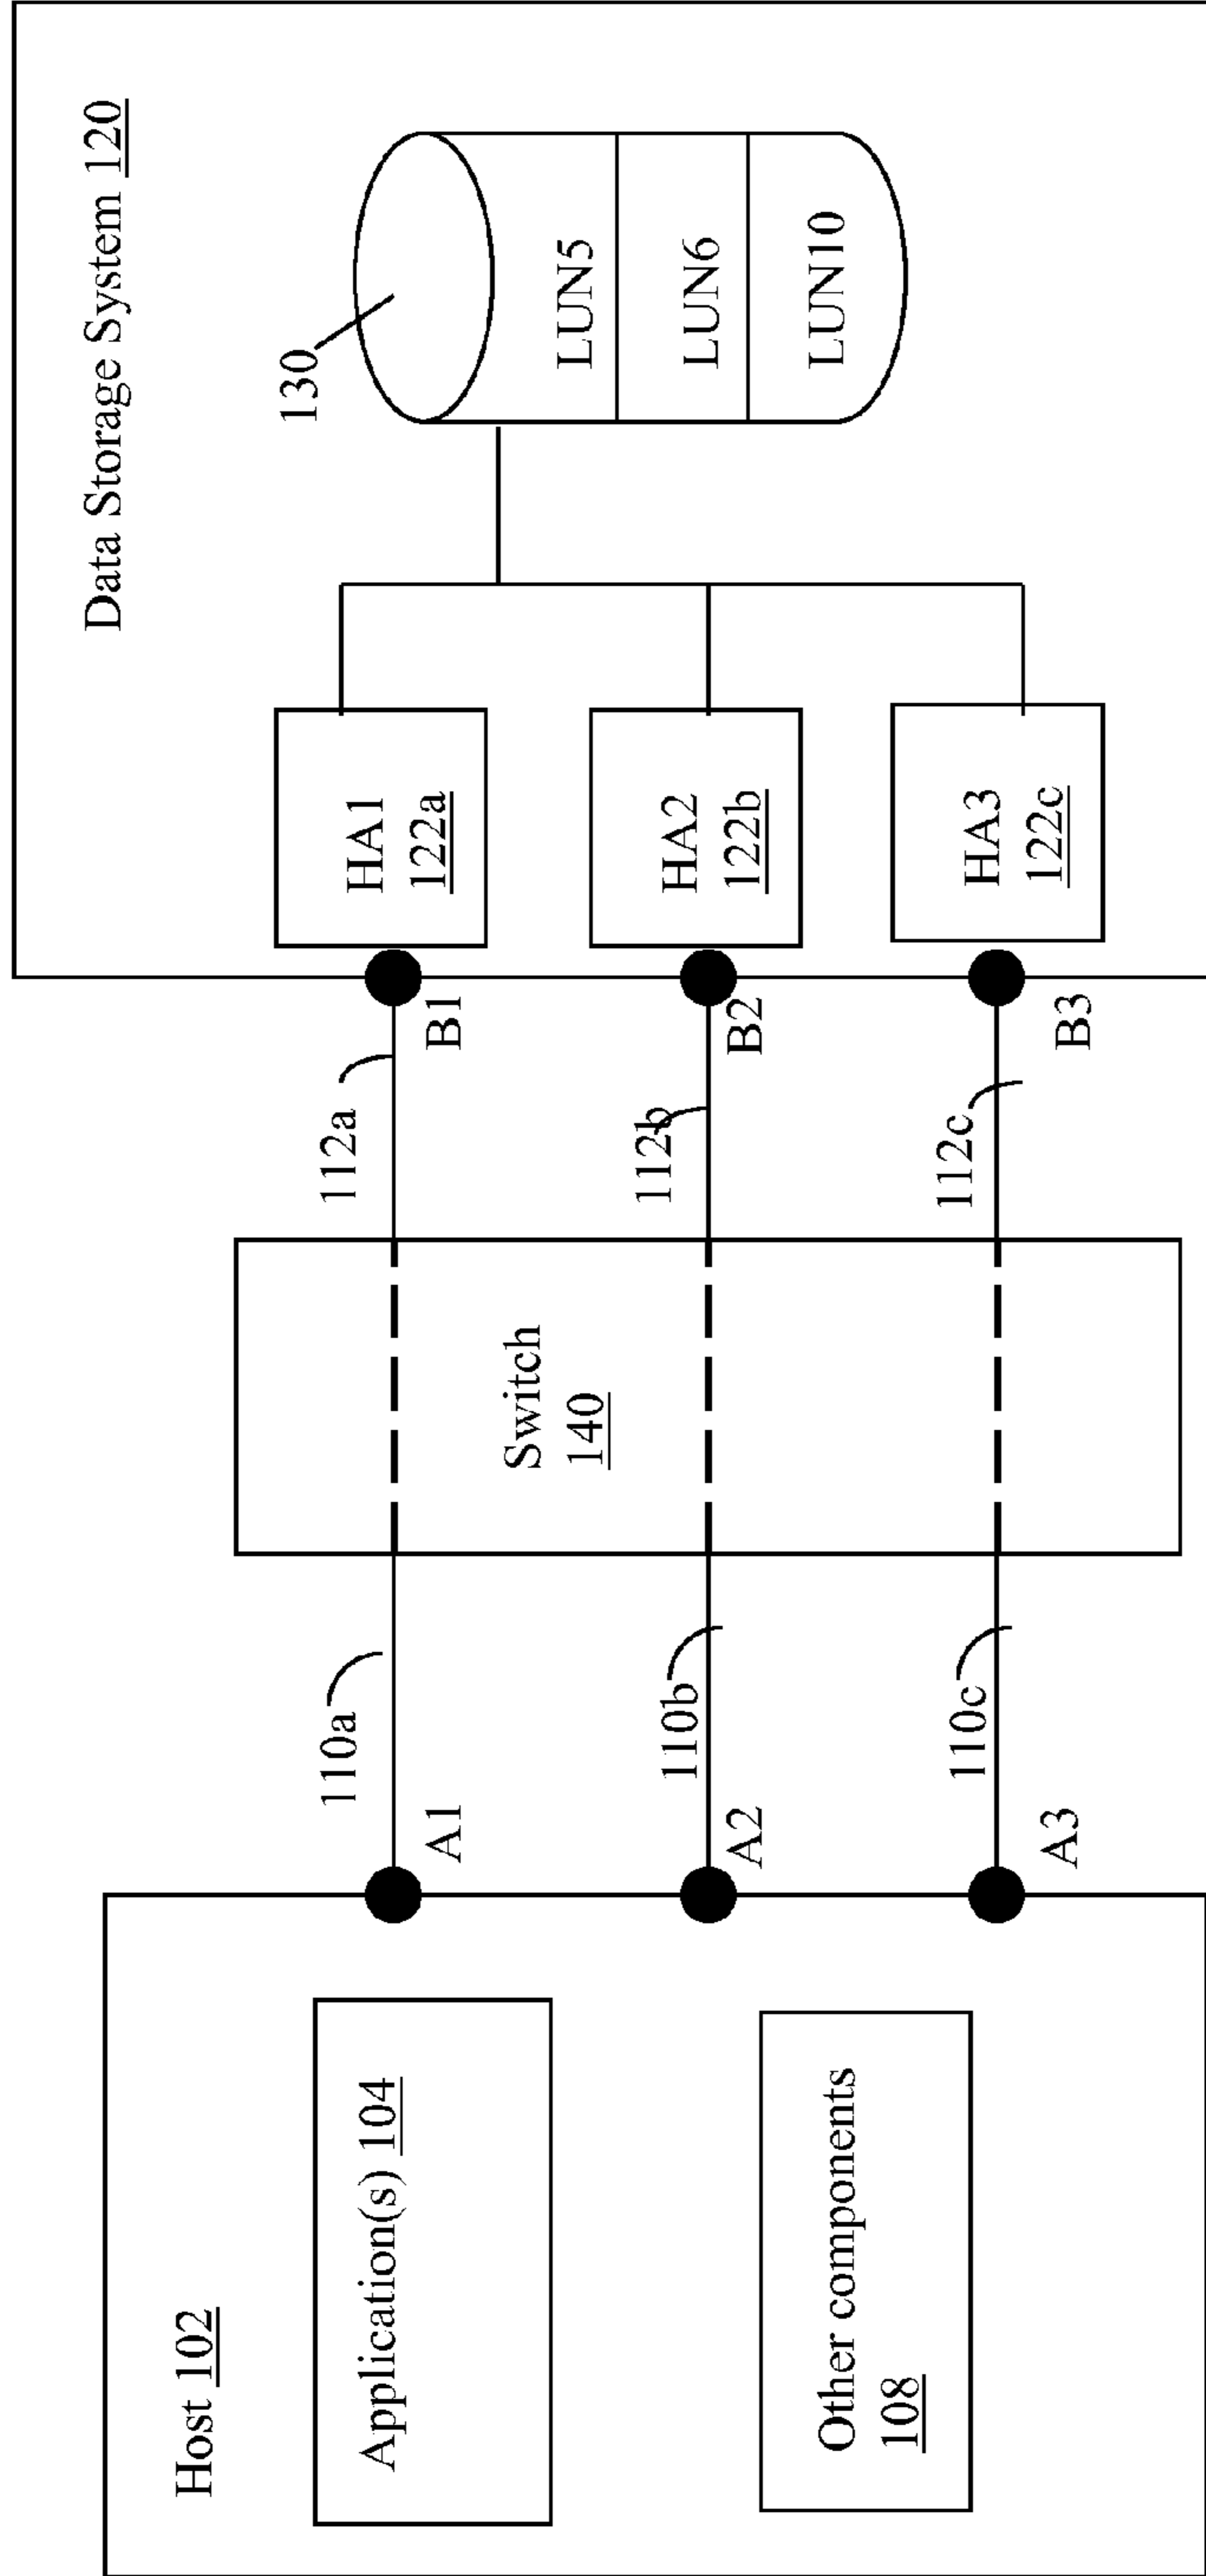 Host 102
Application(s) 104
Other components
108
A1
A2
A3
110a
110b
110c
Switch
140
112a
112b
112c
B1
B2
B3
Data Storage System 120
HA1
122a
HA2
122b
HA3
122c
130
LUN5
LUN6
LUN10